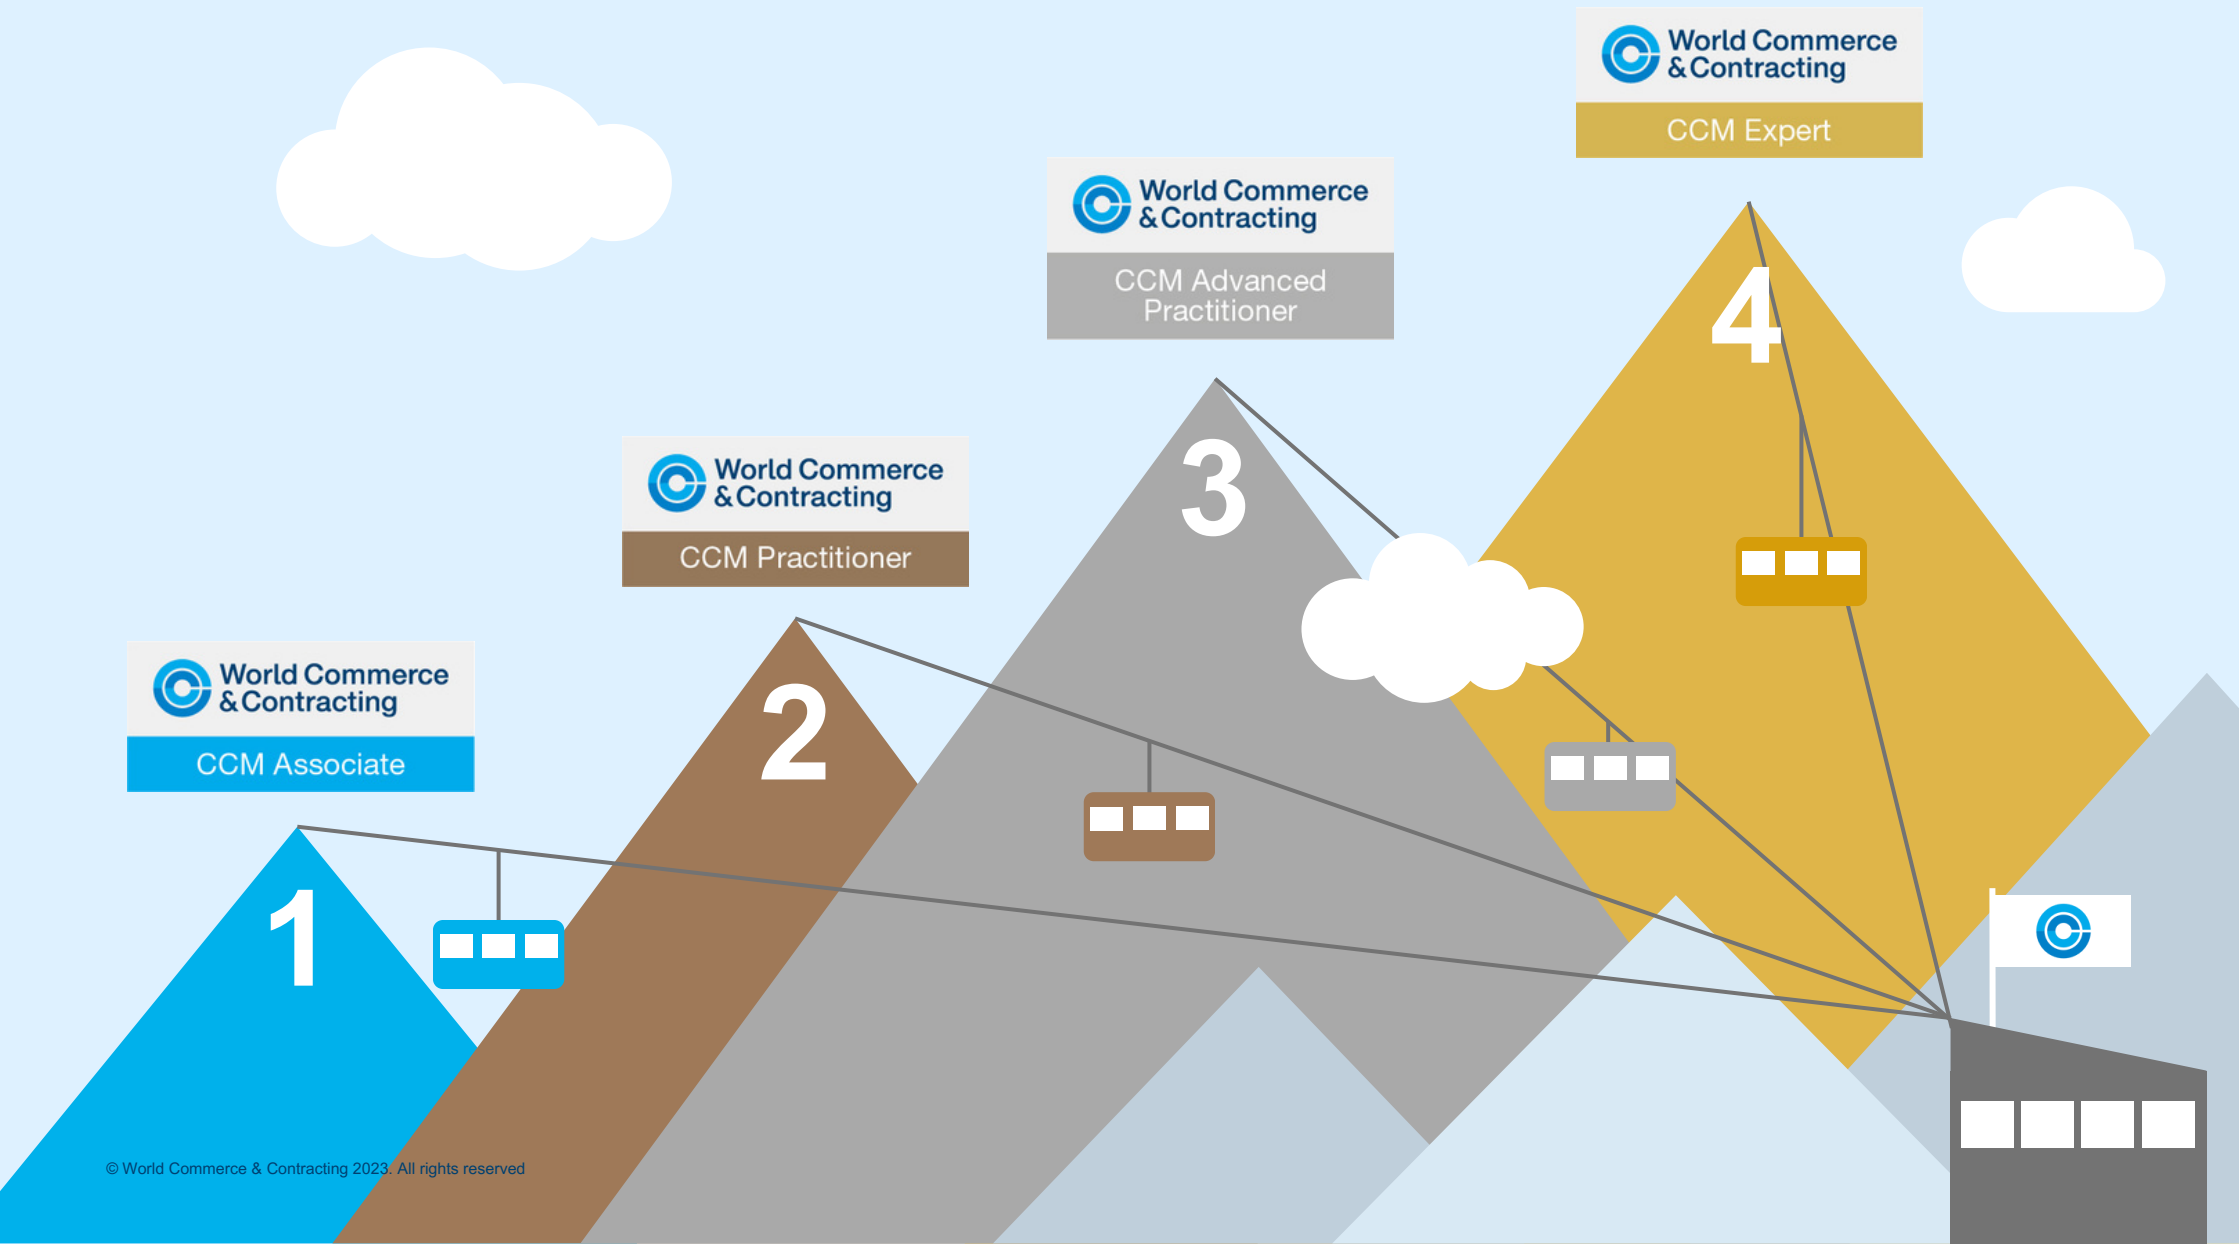 World Commerce
& Contracting
CCM Expert
World Commerce
& Contracting
CCM Advanced
Practitioner
4
World Commerce
& Contracting
CCM Practitioner
3
World Commerce
& Contracting
CCM Associate
2
1
© World Commerce & Contracting 2023. All rights reserved